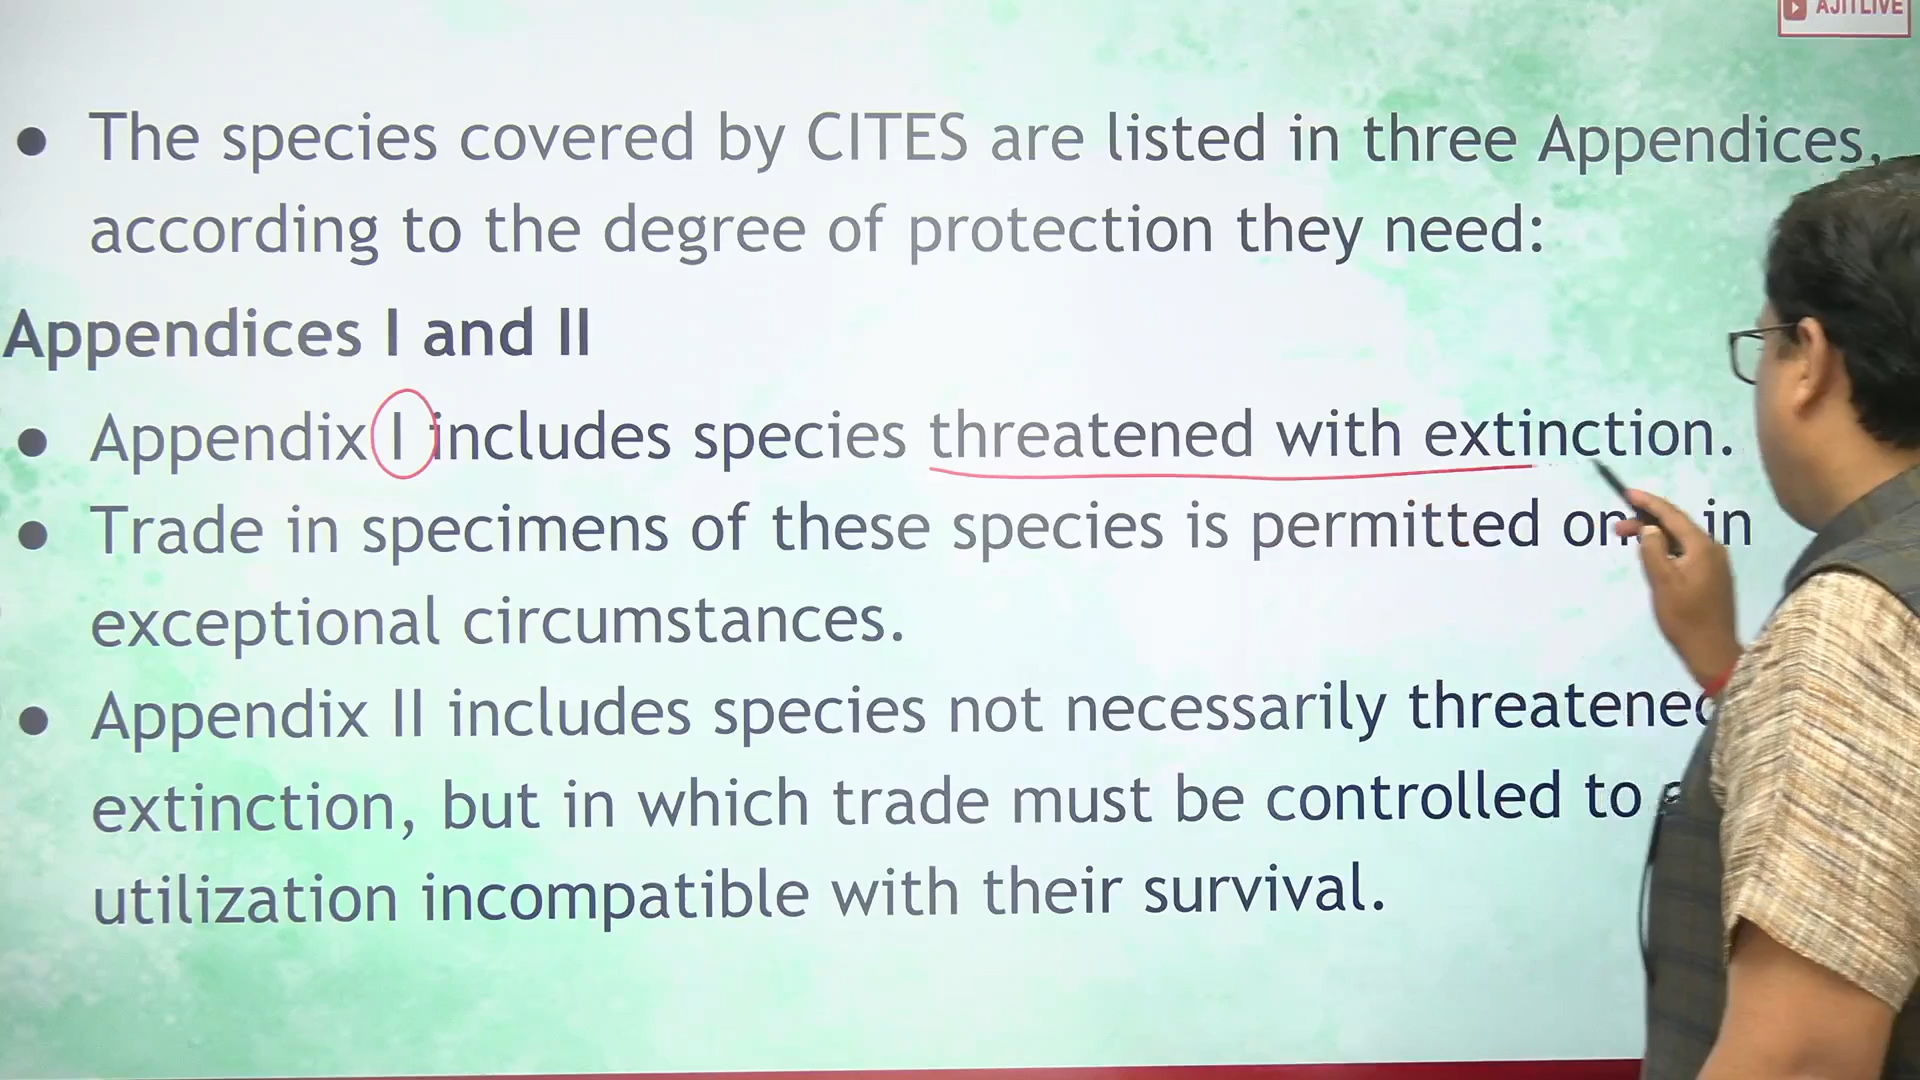 AJITLIVE
● The species covered by CITES are listed in three Appendices,
according to the degree of protection they need:
Appendices I and II
● Appendix I includes species threatened with extinction.
● Trade in specimens of these species is permitted in
exceptional circumstances.
● Appendix II includes species not necessarily threatened
extinction, but in which trade must be controlled to
utilization incompatible with their survival.